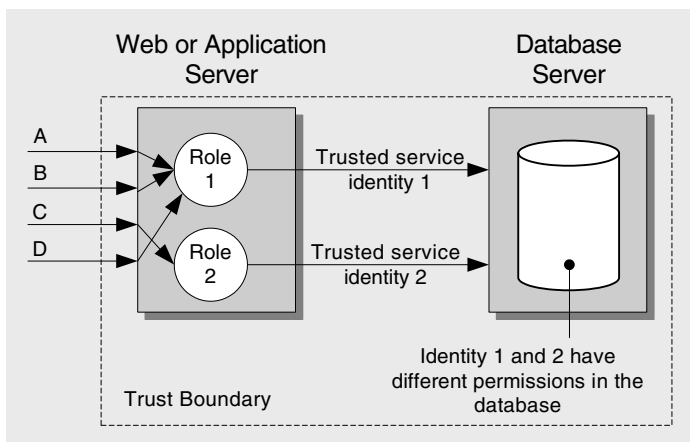 Web or Application
Server
Database
Server
A
B
C
D
Role
1
Role
2
Trusted service
identity 1
Trusted service
identity 2
Identity 1 and 2 have
different permissions in the
database
Trust Boundary